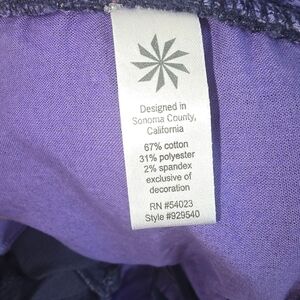 Designed in
Sonoma County,
California
67% cotton
31% polyester
2% spandex
exclusive of
decoration
RN #54023
Style #929540